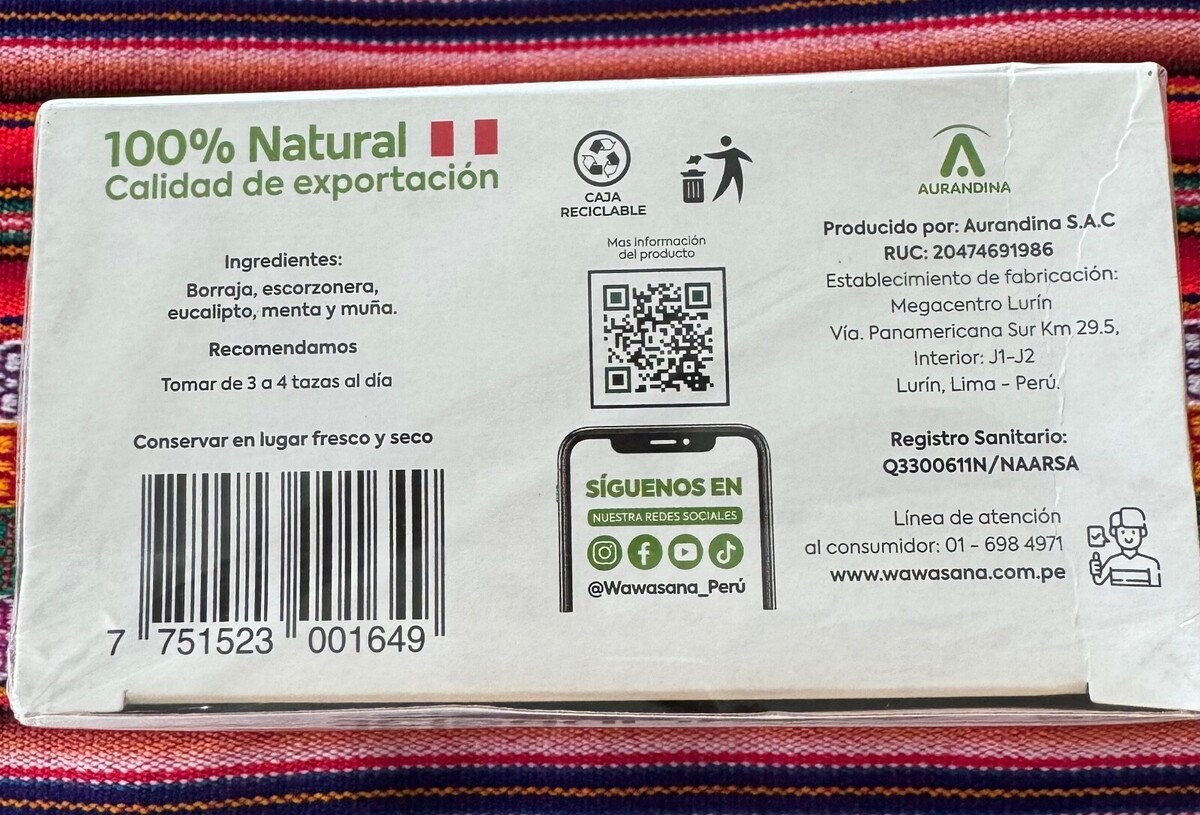 100% Natural
Calidad de exportación
Ingredientes:
Borraja, escorzonera,
eucalipto, menta y muña.
Recomendamos
Tomar de 3 a 4 tazas al día
Conservar en lugar fresco y seco
7 751523 001649
CAJA
RECICLABLE
Mas información
del producto
SÍGUENOS EN
NUESTRA REDES SOCIALES
@Wawasana_Perú
AURANDINA
Producido por: Aurandina S.A.C
RUC: 20474691986
Establecimiento de fabricación:
Megacentro Lurín
Vía. Panamericana Sur Km 29.5,
Interior: J1-J2
Lurín, Lima - Perú.
Registro Sanitario:
Q3300611N/NAARSA
Línea de atención
al consumidor: 01 - 698 4971
www.wawasana.com.pe